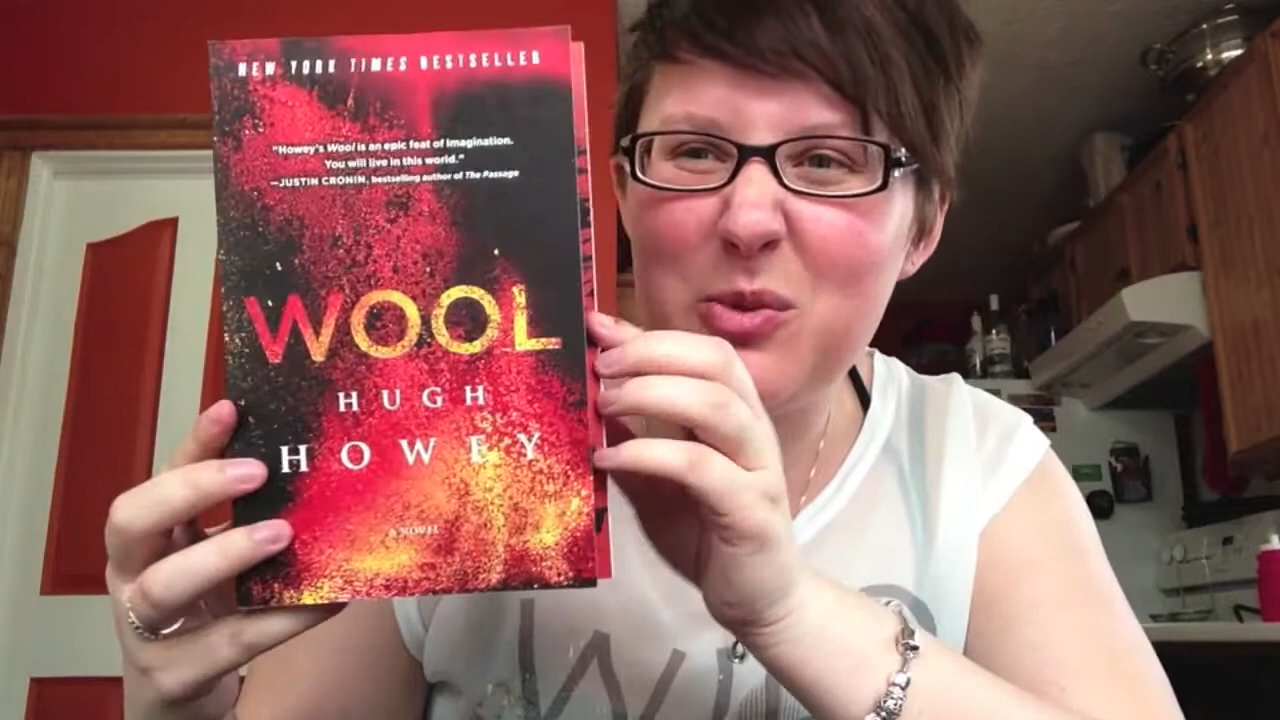 NEW YORK TIMES BESTSELLER
"Howey's Wool is an epic feat of imagination.
You will live in this world."
—JUSTIN CRONIN, bestselling author of The Passage
WOOL
HUGH
HOWEY
A NOVEL